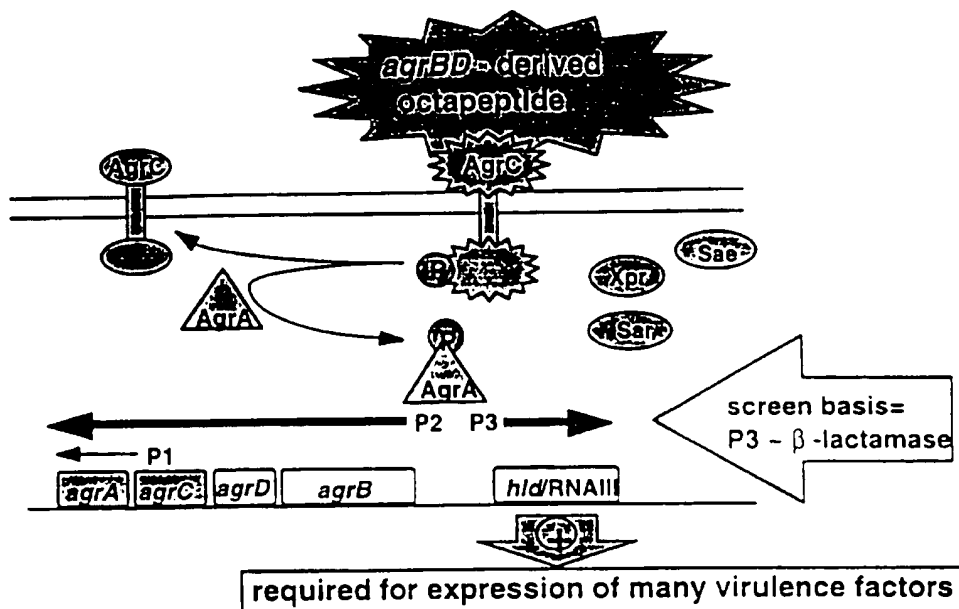 agrBD - derived
octapeptide
AgrC
AgrC
P
Xpr
Sae
AgrA
Sar
P
AgrA
screen basis=
P3 - β -lactamase
P2
P3
P1
agrA
agrC
agrD
agrB
hld/RNAIII
+
required for expression of many virulence factors